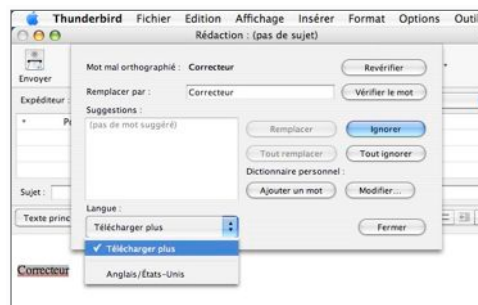 Thunderbird Fichier Edition Affichage Insérer Format Options
Rédaction : (pas de sujet)
Envoyer
Mot mal orthographié : Correcteur Revérifier
Expéditeur :
Remplacer par : Correcteur Vérifier le mot
Suggestions :
(pas de mot suggéré)
Remplacer Ignorer
Tout remplacer Tout ignorer
Dictionnaire personnel :
Ajouter un mot Modifier...
Sujet :
Langue :
Texte princ
Télécharger plus Fermer
✓ Télécharger plus
Anglais/États-Unis
Correcteur